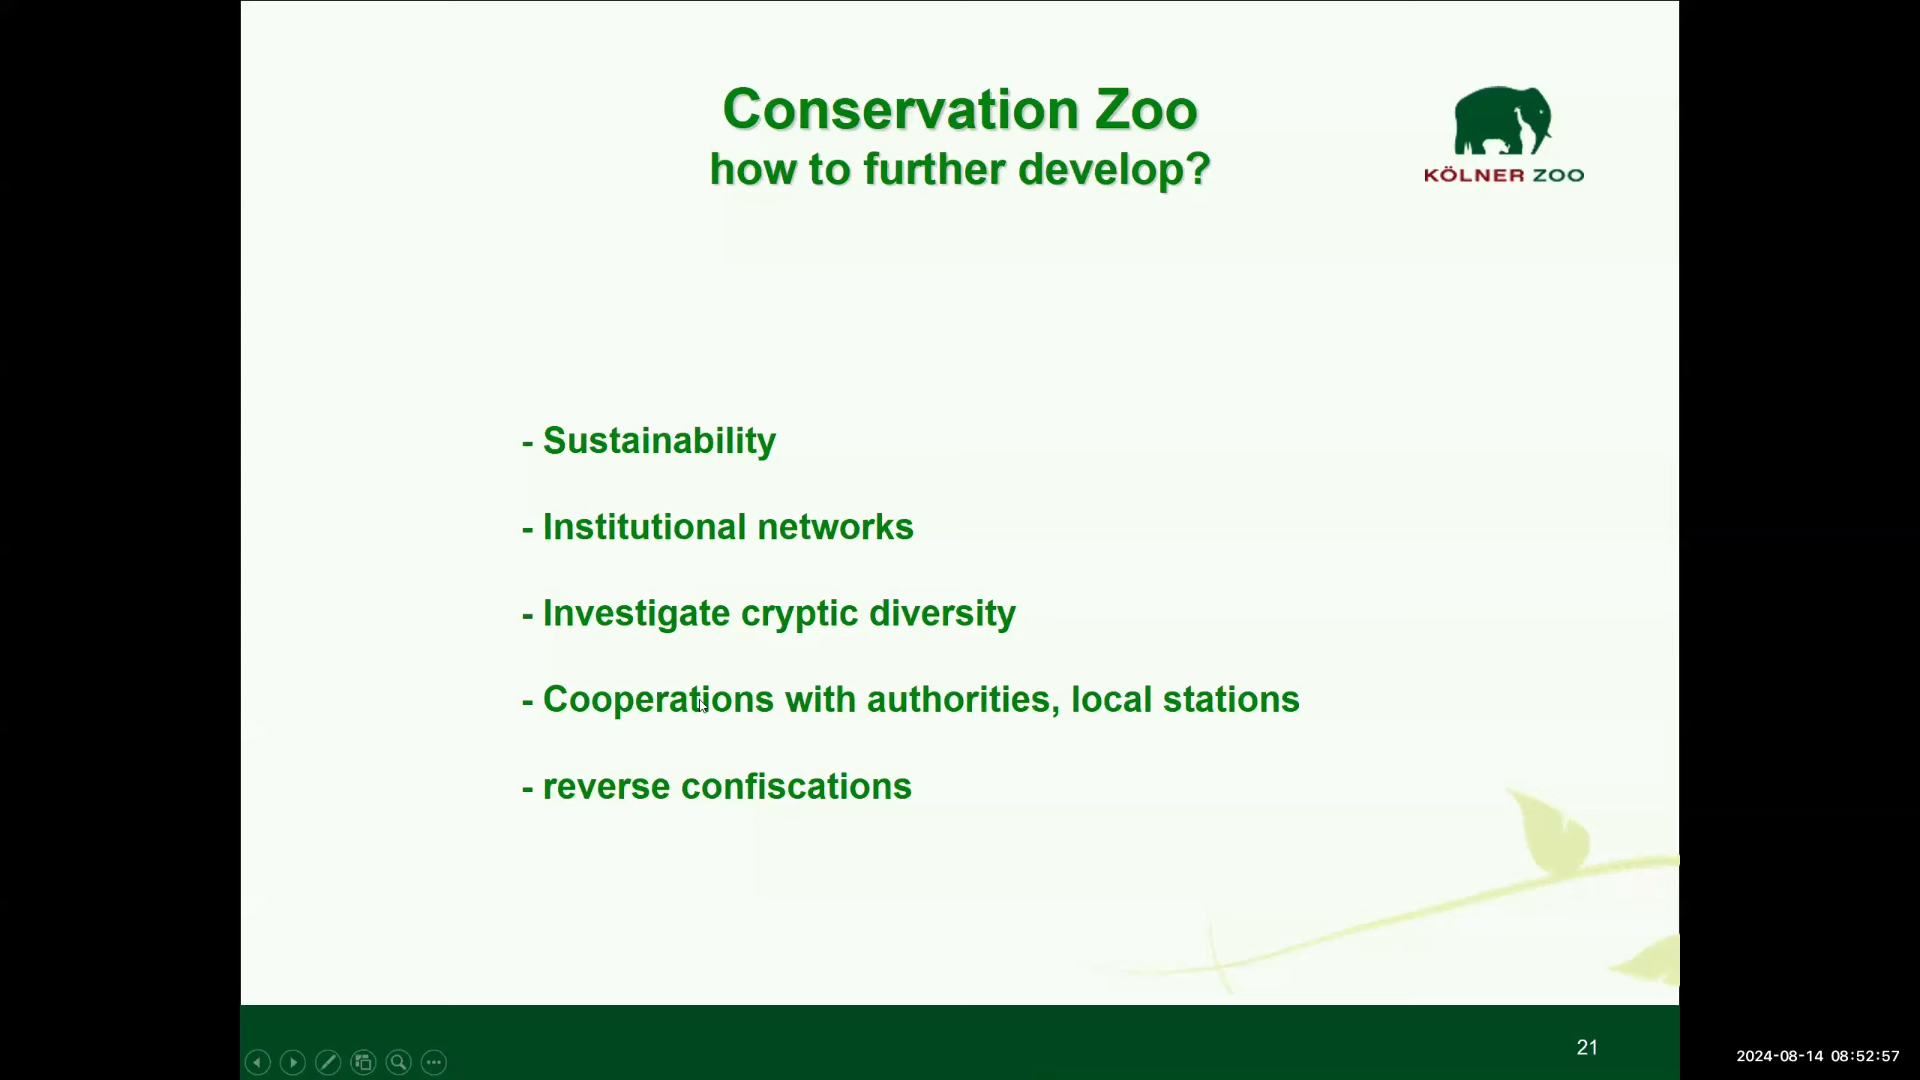 Conservation Zoo
how to further develop?
KÖLNER ZOO
- Sustainability
- Institutional networks
- Investigate cryptic diversity
- Cooperations with authorities, local stations
- reverse confiscations
21
2024-08-14 08:52:57